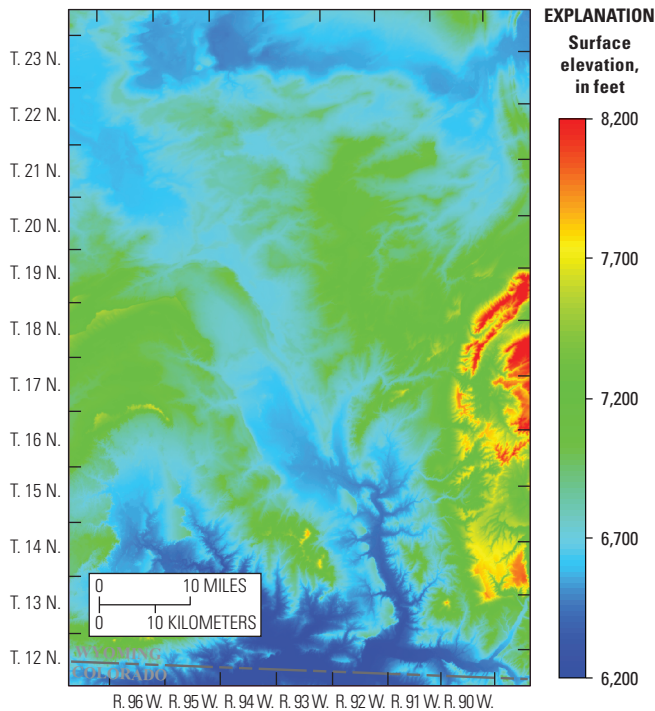 EXPLANATION
Surface
elevation,
in feet
8,200
7,700
7,200
6,700
6,200
T. 23 N.
T. 22 N.
T. 21 N.
T. 20 N.
T. 19 N.
T. 18 N.
T. 17 N.
T. 16 N.
T. 15 N.
T. 14 N.
T. 13 N.
T. 12 N.
0 10 MILES
0 10 KILOMETERS
WYOMING
COLORADO
R. 96 W. R. 95 W. R. 94 W. R. 93 W. R. 92 W. R. 91 W. R. 90 W.